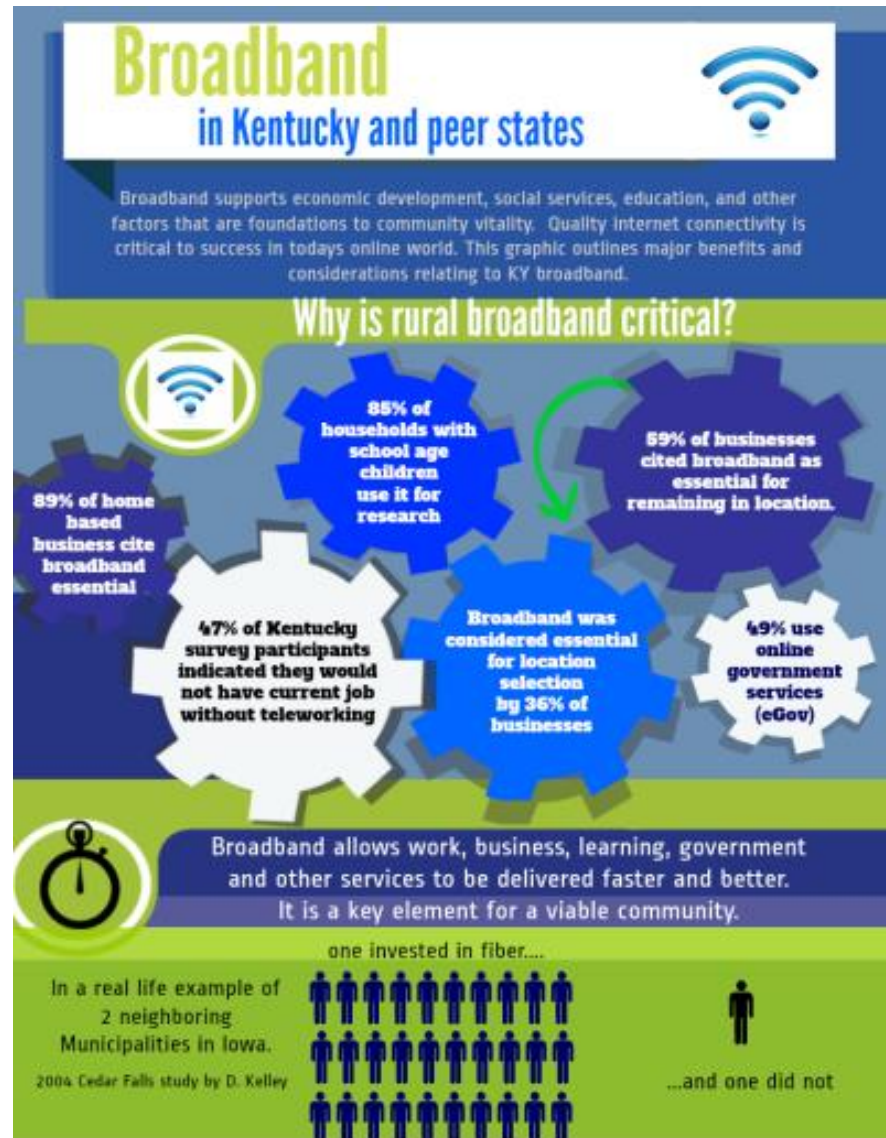 Broadband
in Kentucky and peer states
Broadband supports economic development, social services, education, and other
factors that are foundations to community vitality. Quality internet connectivity is
critical to success in todays online world. This graphic outlines major benefits and
considerations relating to KY broadband.
Why is rural broadband critical?
85% of
households with
school age
children
use it for
research
59% of businesses
cited broadband as
essential for
remaining in location.
89% of home
based
business cite
broadband
essential
47% of Kentucky
survey participants
indicated they would
not have current job
without teleworking
Broadband was
considered essential
for location
selection
by 36% of
businesses
49% use
online
government
services
(eGov)
Broadband allows work, business, learning, government
and other services to be delivered faster and better.
It is a key element for a viable community.
one invested in fiber....
In a real life example of
2 neighboring
Municipalities in Iowa.
2004 Cedar Falls study by D. Kelley
...and one did not